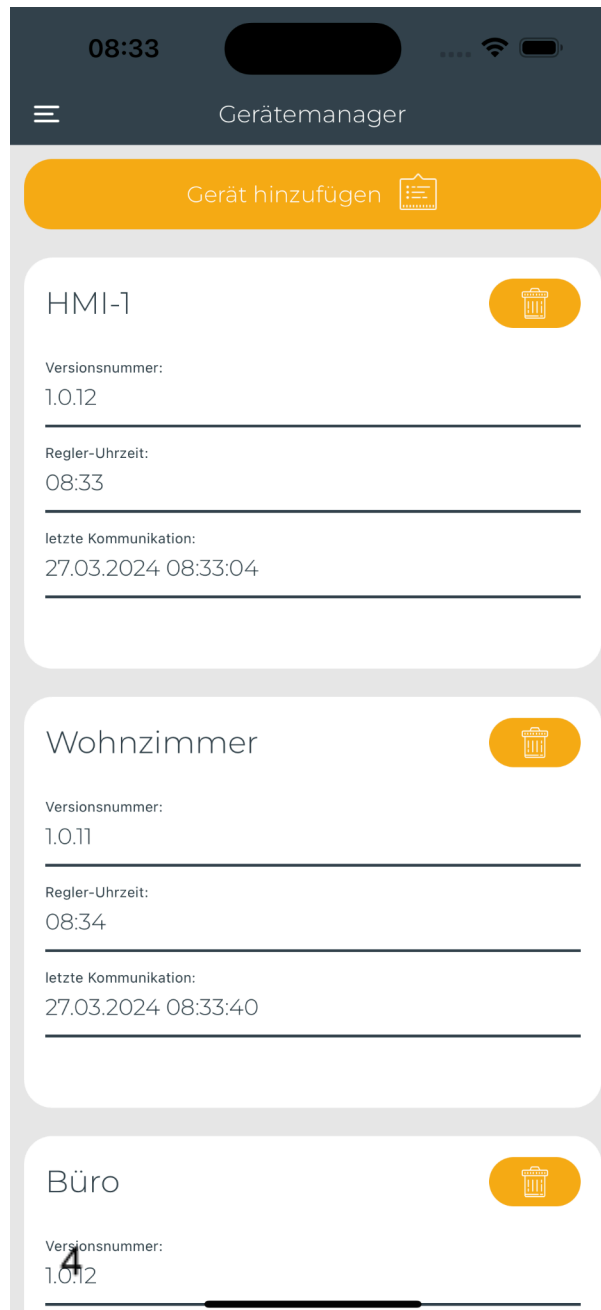 08:33
Gerätemanager
Gerät hinzufügen
HMI-1
Versionsnummer:
1.0.12
Regler-Uhrzeit:
08:33
letzte Kommunikation:
27.03.2024 08:33:04
Wohnzimmer
Versionsnummer:
1.0.11
Regler-Uhrzeit:
08:34
letzte Kommunikation:
27.03.2024 08:33:40
Büro
Versionsnummer:
1.0.12
4